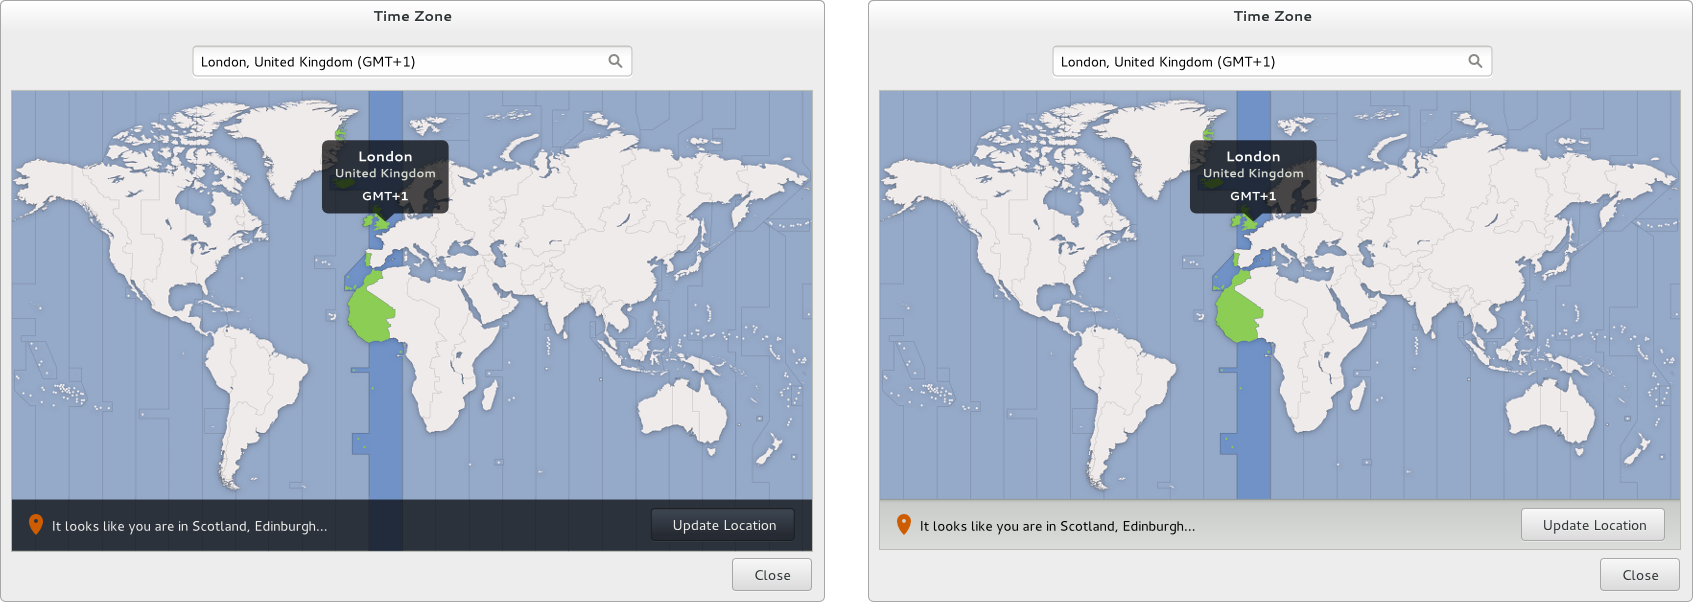 Time Zone
London, United Kingdom (GMT+1)
London
United Kingdom
GMT+1
It looks like you are in Scotland, Edinburgh...
Update Location
Close
Time Zone
London, United Kingdom (GMT+1)
London
United Kingdom
GMT+1
It looks like you are in Scotland, Edinburgh...
Update Location
Close